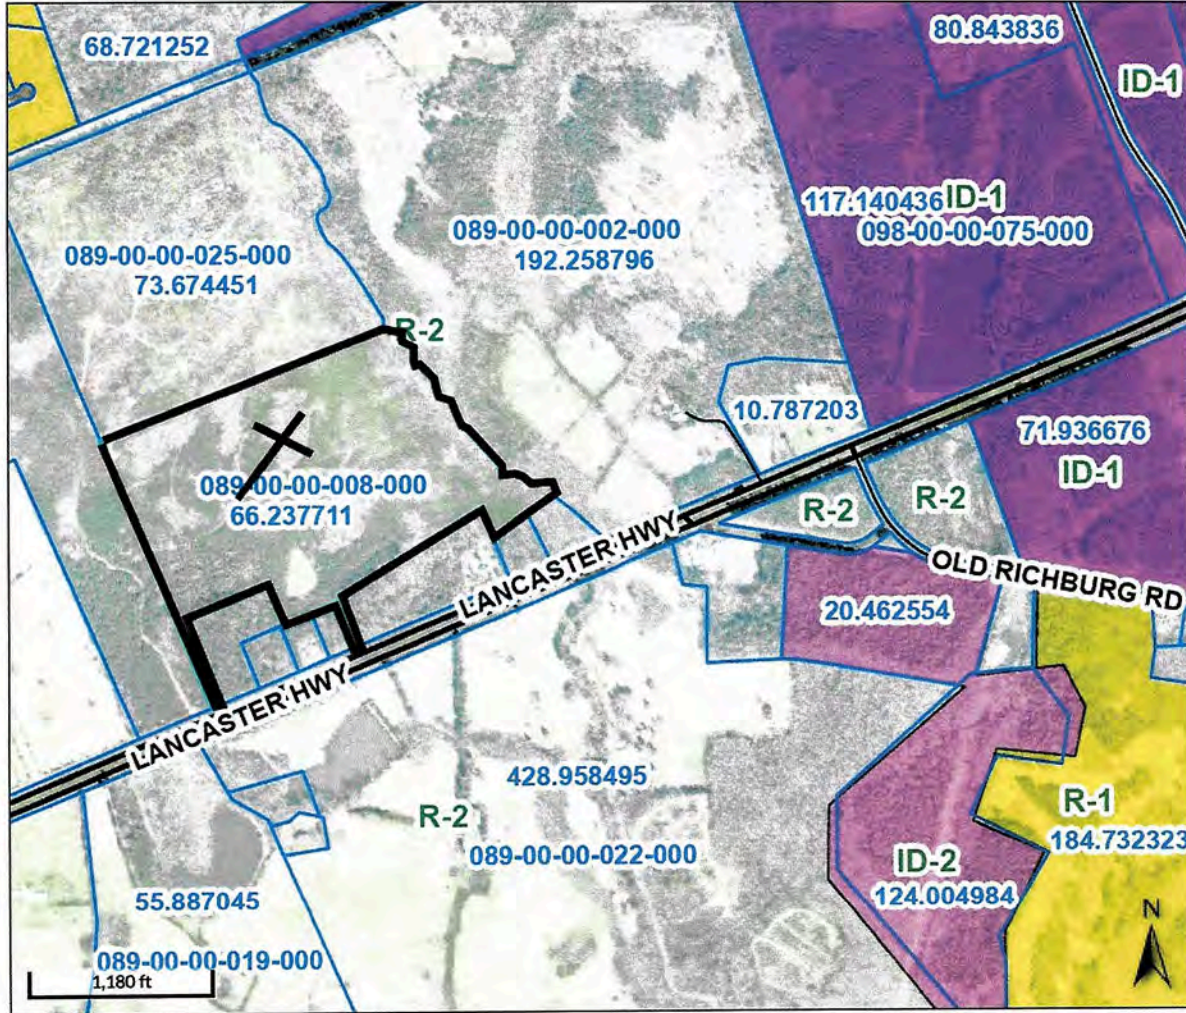 68.721252
80.843836
ID-1
117.140436
ID-1
098-00-00-075-000
089-00-00-025-000
73.674451
089-00-00-002-000
192.258796
R-2
10.787203
71.936676
ID-1
089-00-00-008-000
66.237711
R-2
R-2
LANCASTER HWY
OLD RICHBURG RD
20.462554
LANCASTER HWY
428.958495
R-2
089-00-00-022-000
R-1
184.732323
ID-2
124.004984
55.887045
089-00-00-019-000
1,180 ft
N